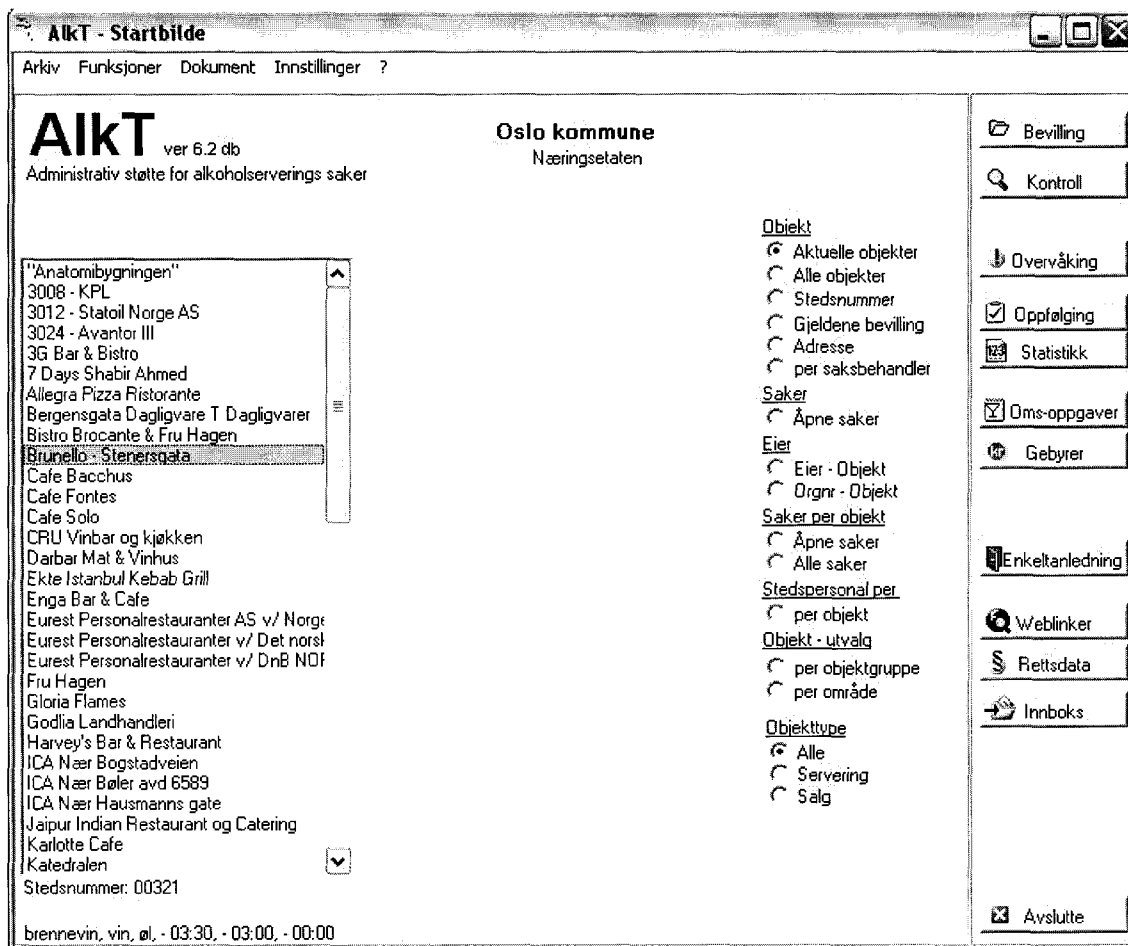 AlkT - Startbilde
Arkiv Funksjoner Dokument Innstillinger ?
AlkT ver 6.2 db
Administrativ støtte for alkoholserverings saker
Oslo kommune
Næringsetaten
"Anatomibygningen"
3008 - KPL
3012 - Statoil Norge AS
3024 - Avantor III
3G Bar & Bistro
7 Days Shabir Ahmed
Allegra Pizza Ristorante
Bergensgata Dagligvare T Dagligvarer
Bistro Brocante & Fru Hagen
Brunello - Stenersgata
Cafe Bacchus
Cafe Fontes
Cafe Solo
CRU Vinbar og kjøkken
Darbar Mat & Vinhus
Ekte Istanbul Kebab Grill
Enga Bar & Cafe
Eurest Personalrestauranter AS v/ Norge
Eurest Personalrestauranter v/ Det norsk
Eurest Personalrestauranter v/ DnB NOR
Fru Hagen
Gloria Flames
Godlia Landhandleri
Harvey's Bar & Restaurant
ICA Nær Bogstadveien
ICA Nær Bøler avd 6589
ICA Nær Hausmanns gate
Jaipur Indian Restaurant og Catering
Karlotte Cafe
Katedralen
Stedsnummer: 00321
brennevin, vin, øl, - 03:30, - 03:00, - 00:00
Objekt
Aktuelle objekter
Alle objekter
Stedsnummer
Gjeldene bevilling
Adresse
per saksbehandler
Saker
Åpne saker
Eier
Eier - Objekt
Orgnr - Objekt
Saker per objekt
Åpne saker
Alle saker
Stedspersonal per
per objekt
Objekt - utvalg
per objektgruppe
per område
Objekttype
Alle
Servering
Salg
Bevilling
Kontroll
Overvåking
Oppfølging
123 Statistikk
Oms-oppgaver
Gebyrer
Enkeltanledning
Weblinker
§ Rettsdata
Innboks
Avslutte